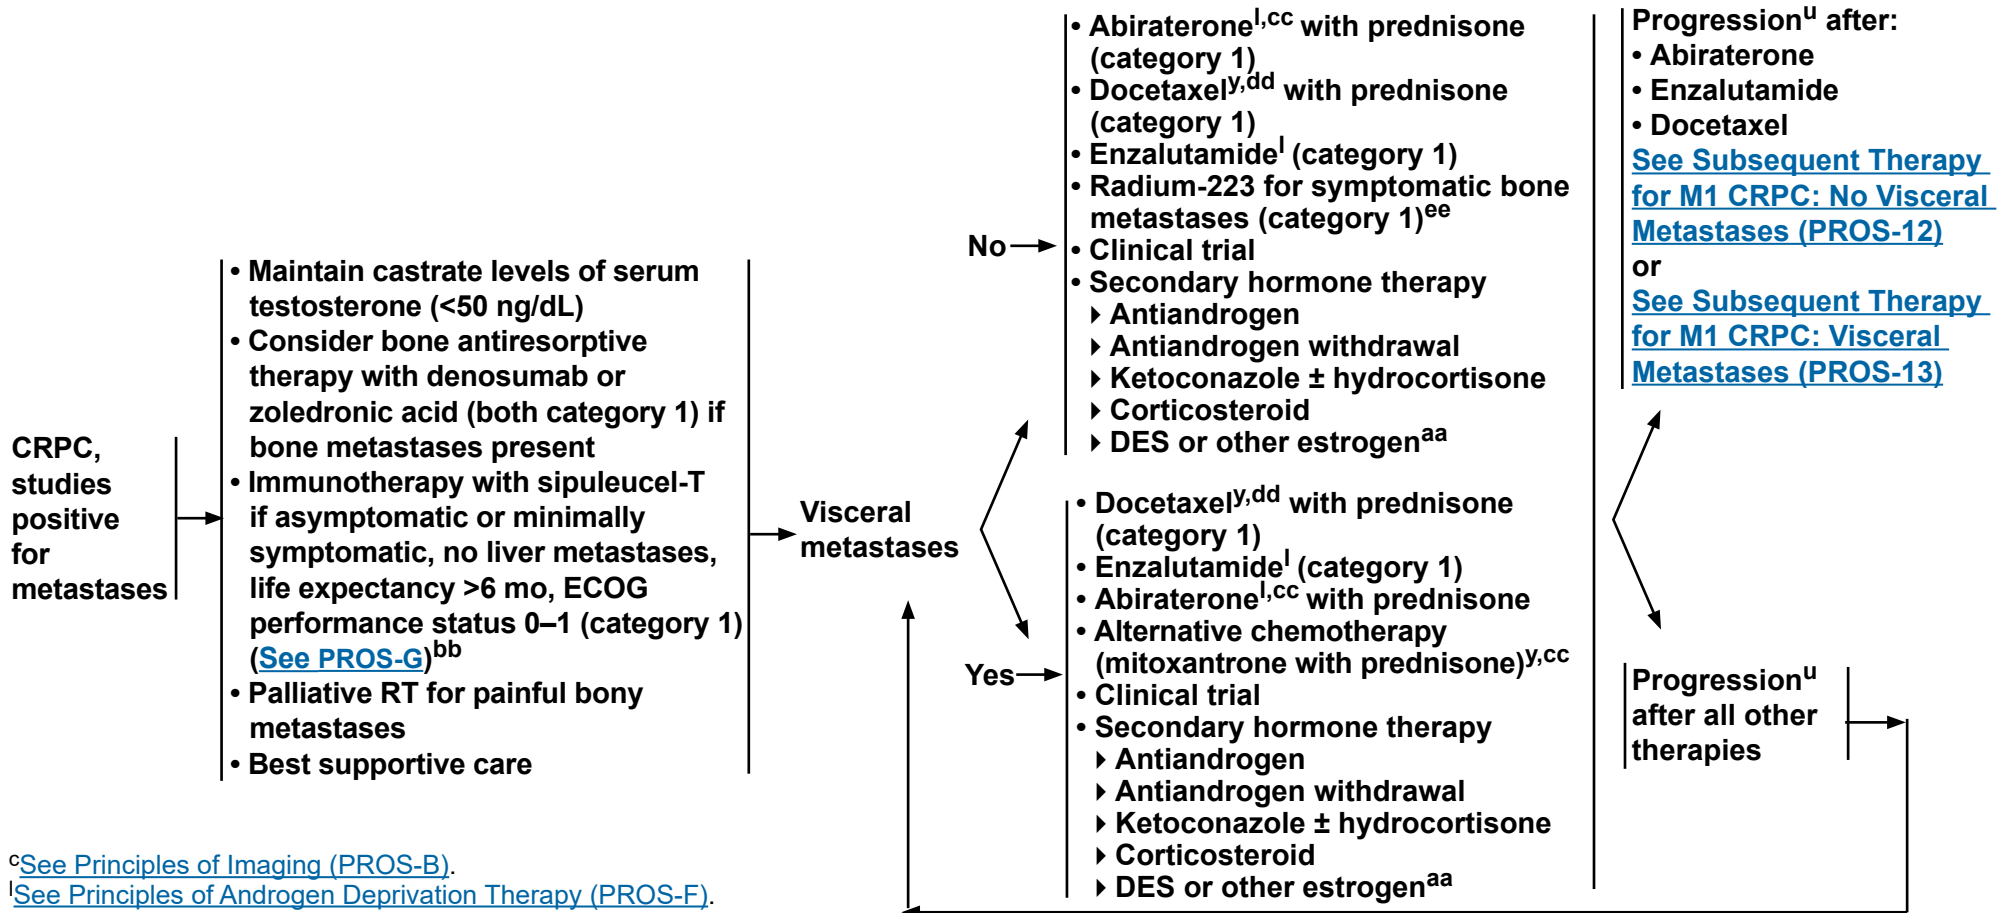 CRPC,
studies
positive
for
metastases
• Maintain castrate levels of serum
testosterone (<50 ng/dL)
• Consider bone antiresorptive
therapy with denosumab or
zoledronic acid (both category 1) if
bone metastases present
• Immunotherapy with sipuleucel-T
if asymptomatic or minimally
symptomatic, no liver metastases,
life expectancy >6 mo, ECOG
performance status 0–1 (category 1)
(See PROS-G)bb
• Palliative RT for painful bony
metastases
• Best supportive care
Visceral
metastases
No
• Abirateronel,cc with prednisone
(category 1)
• Docetaxely,dd with prednisone
(category 1)
• Enzalutamidel (category 1)
• Radium-223 for symptomatic bone
metastases (category 1)ee
• Clinical trial
• Secondary hormone therapy
▸ Antiandrogen
▸ Antiandrogen withdrawal
▸ Ketoconazole ± hydrocortisone
▸ Corticosteroid
▸ DES or other estrogenaa
Yes
• Docetaxely,dd with prednisone
(category 1)
• Enzalutamidel (category 1)
• Abirateronel,cc with prednisone
• Alternative chemotherapy
(mitoxantrone with prednisone)y,cc
• Clinical trial
• Secondary hormone therapy
▸ Antiandrogen
▸ Antiandrogen withdrawal
▸ Ketoconazole ± hydrocortisone
▸ Corticosteroid
▸ DES or other estrogenaa
Progressionu after:
• Abiraterone
• Enzalutamide
• Docetaxel
See Subsequent Therapy
for M1 CRPC: No Visceral
Metastases (PROS-12)
or
See Subsequent Therapy
for M1 CRPC: Visceral
Metastases (PROS-13)
Progressionu
after all other
therapies
cSee Principles of Imaging (PROS-B).
lSee Principles of Androgen Deprivation Therapy (PROS-F).